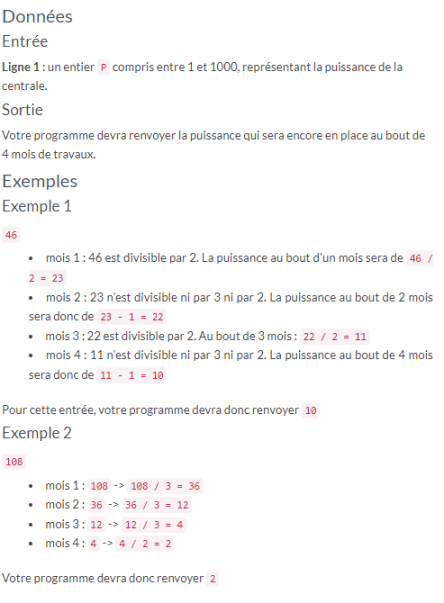 Données
Entrée
Ligne 1 : un entier P compris entre 1 et 1000, représentant la puissance de la
centrale.
Sortie
Votre programme devra renvoyer la puissance qui sera encore en place au bout de
4 mois de travaux.
Exemples
Exemple 1
46
• mois 1 : 46 est divisible par 2. La puissance au bout d'un mois sera de 46 /
2 = 23
• mois 2 : 23 n'est divisible ni par 3 ni par 2. La puissance au bout de 2 mois
sera donc de 23 - 1 = 22
• mois 3 : 22 est divisible par 2. Au bout de 3 mois : 22 / 2 = 11
• mois 4 : 11 n'est divisible ni par 3 ni par 2. La puissance au bout de 4 mois
sera donc de 11 - 1 = 10
Pour cette entrée, votre programme devra donc renvoyer 10
Exemple 2
108
• mois 1 : 108 -> 108 / 3 = 36
• mois 2 : 36 -> 36 / 3 = 12
• mois 3 : 12 -> 12 / 3 = 4
• mois 4 : 4 -> 4 / 2 = 2
Votre programme devra donc renvoyer 2